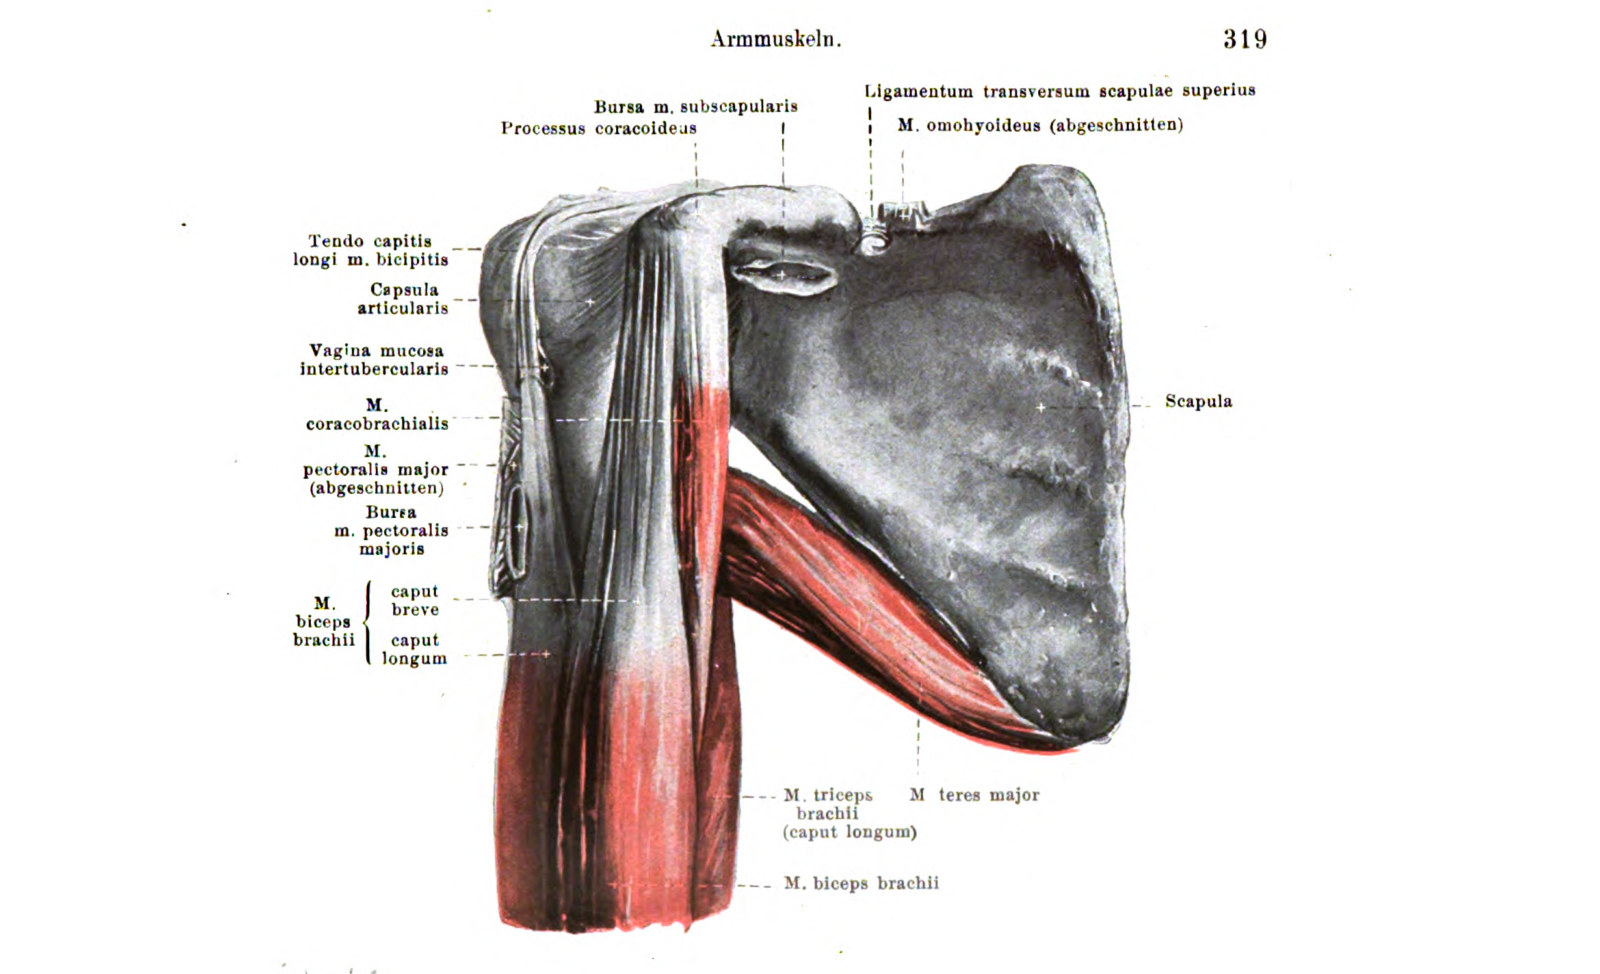 Armmuskeln.
319
Ligamentum transversum scapulae superius
Bursa m. subscapularis
Processus coracoideus
M. omohyoideus (abgeschnitten)
Tendo capitis
longi m. bicipitis
Capsula
articularis
Vagina mucosa
intertubercularis
M.
coracobrachialis
M.
pectoralis major
(abgeschnitten)
Bursa
m. pectoralis
majoris
M.
biceps
brachii
caput
breve
caput
longum
Scapula
M. triceps
brachii
(caput longum)
M teres major
M. biceps brachii